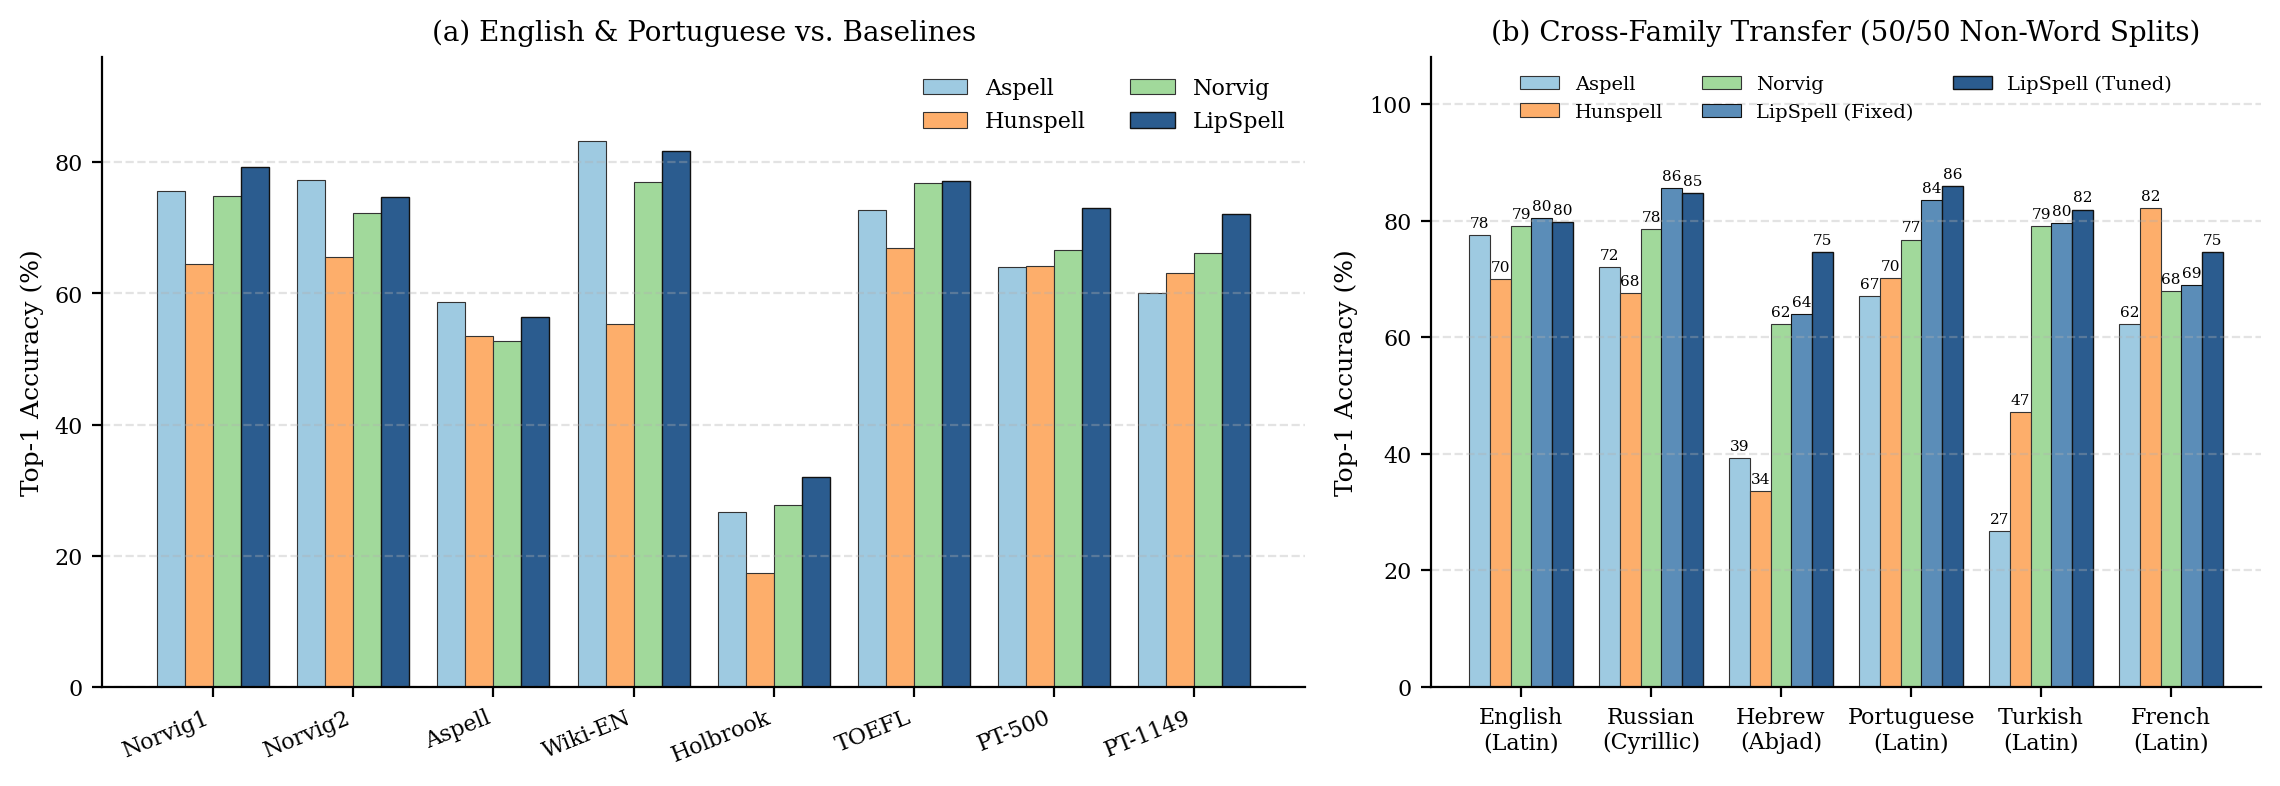 (a) English & Portuguese vs. Baselines
Aspell
Hunspell
Norvig
LipSpell
Top-1 Accuracy (%)
80
60
40
20
0
Norvig1
Norvig2
Aspell
Wiki-EN
Holbrook
TOEFL
PT-500
PT-1149
(b) Cross-Family Transfer (50/50 Non-Word Splits)
Aspell
Hunspell
Norvig
LipSpell (Fixed)
LipSpell (Tuned)
Top-1 Accuracy (%)
100
80
60
40
20
0
78 70 79 80 80
72 68 78 86 85
39 34 62 64 75
67 70 77 84 86
27 47 79 80 82
62 82 68 69 75
English
(Latin)
Russian
(Cyrillic)
Hebrew
(Abjad)
Portuguese
(Latin)
Turkish
(Latin)
French
(Latin)